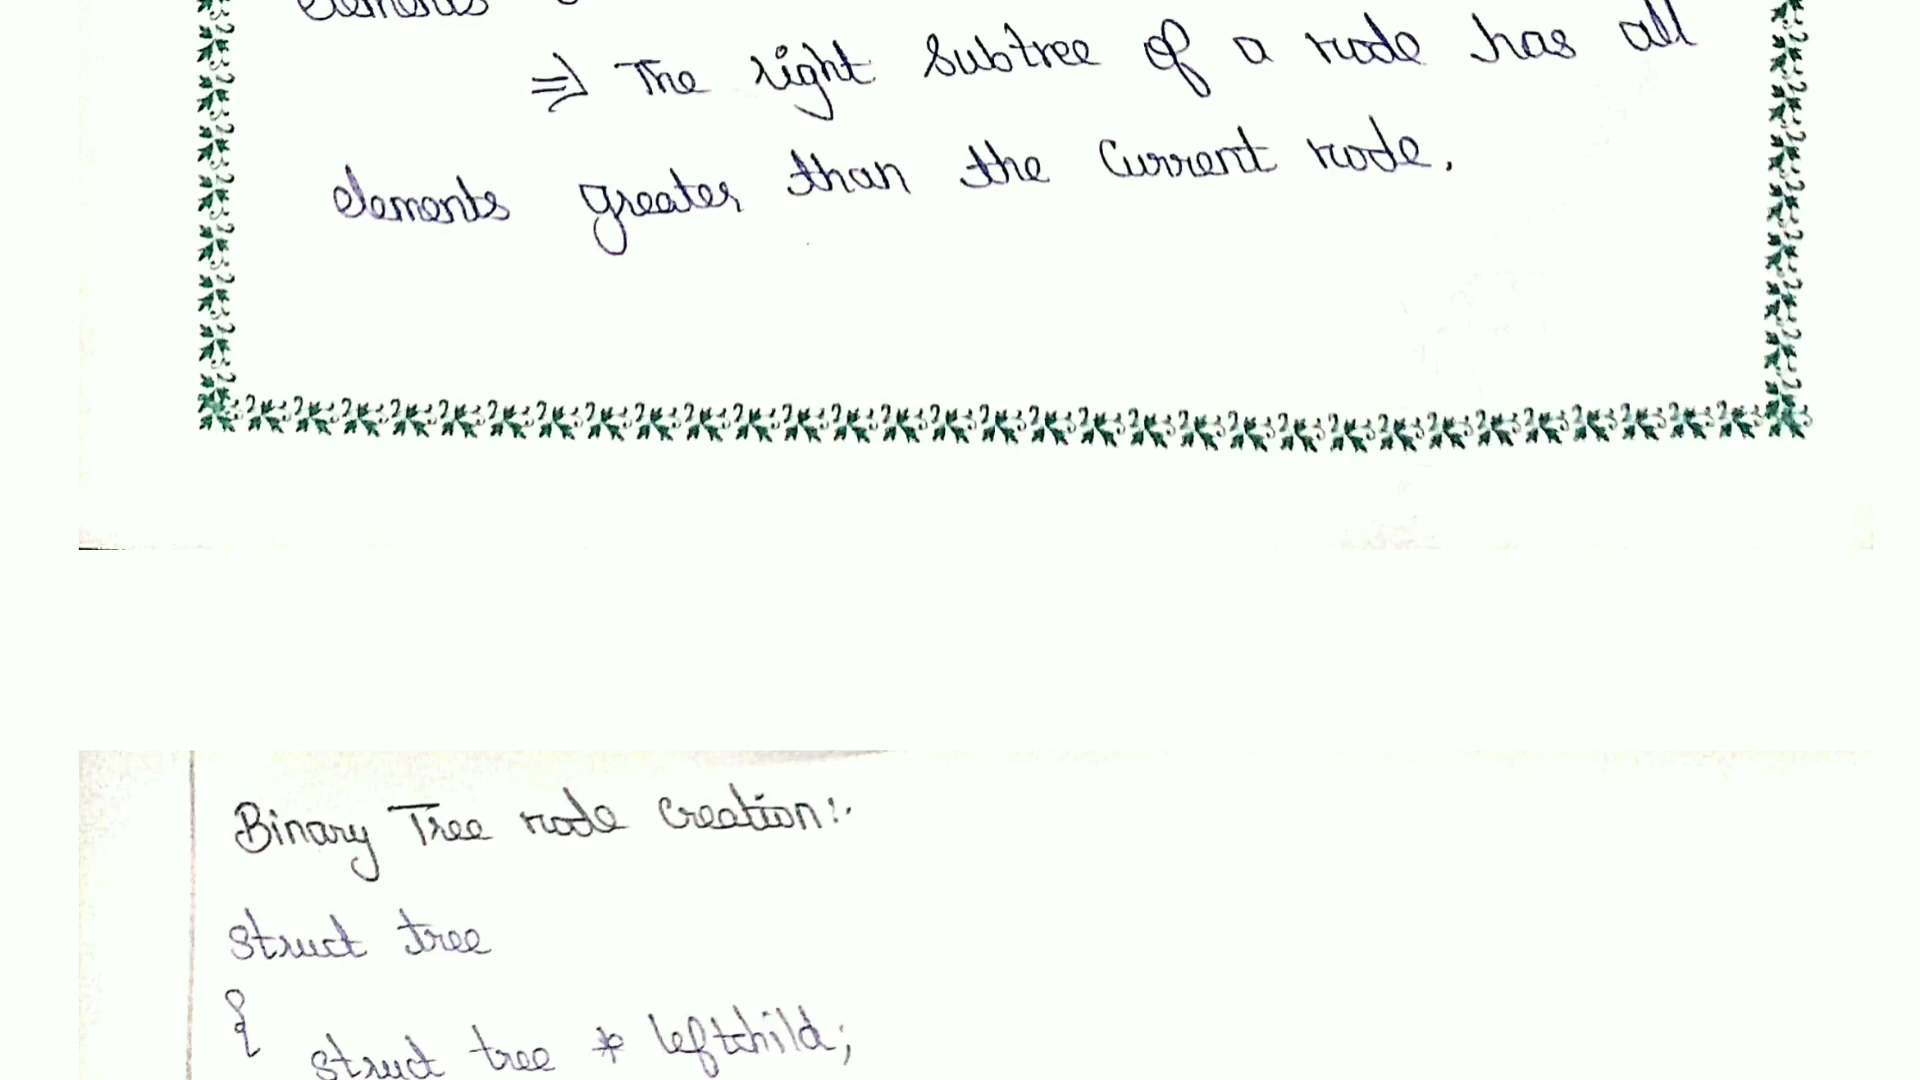 elements
=> The right subtree of a node has all
elements greater than the current node.
Binary Tree node creation:-
struct tree
{
struct tree * leftchild;